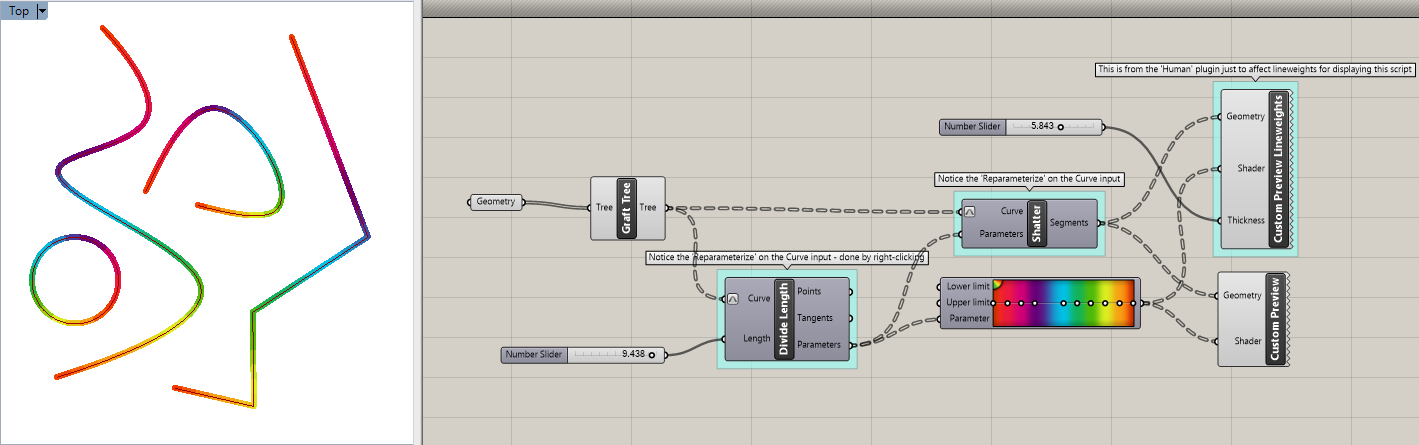 Top
This is from the 'Human' plugin just to affect lineweights for displaying this script
Number Slider 5.843
Geometry
Shader
Thickness
Custom Preview Lineweights
Notice the 'Reparameterize' on the Curve input
Geometry
Tree Graft Tree Tree
Curve
Parameters
Shatter
Segments
Notice the 'Reparameterize' on the Curve input - done by right-clicking
Curve
Length
Divide Length
Points
Tangents
Parameters
Lower limit
Upper limit
Parameter
Geometry
Shader
Custom Preview
Number Slider 9.438